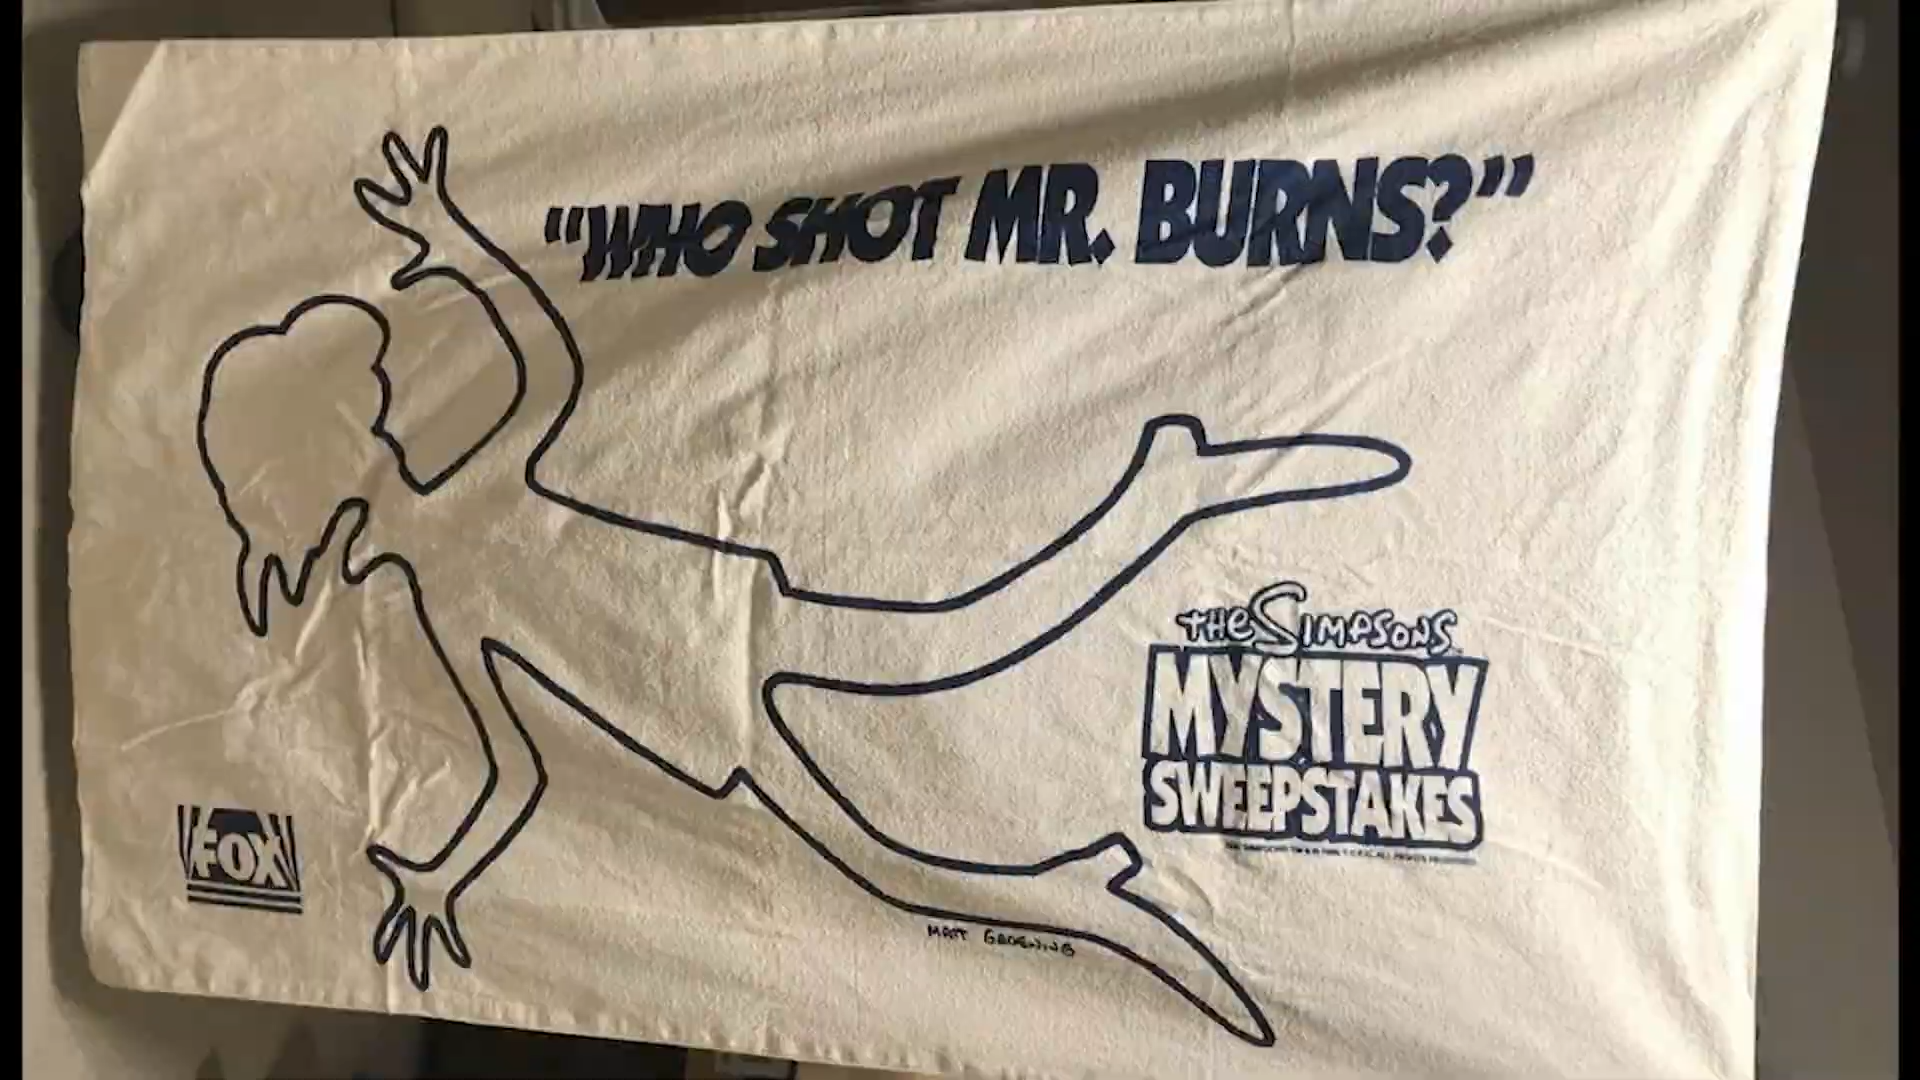 "WHO SHOT MR. BURNS?"
THE SIMPSONS
MYSTERY
SWEEPSTAKES
FOX
MATT GROENING